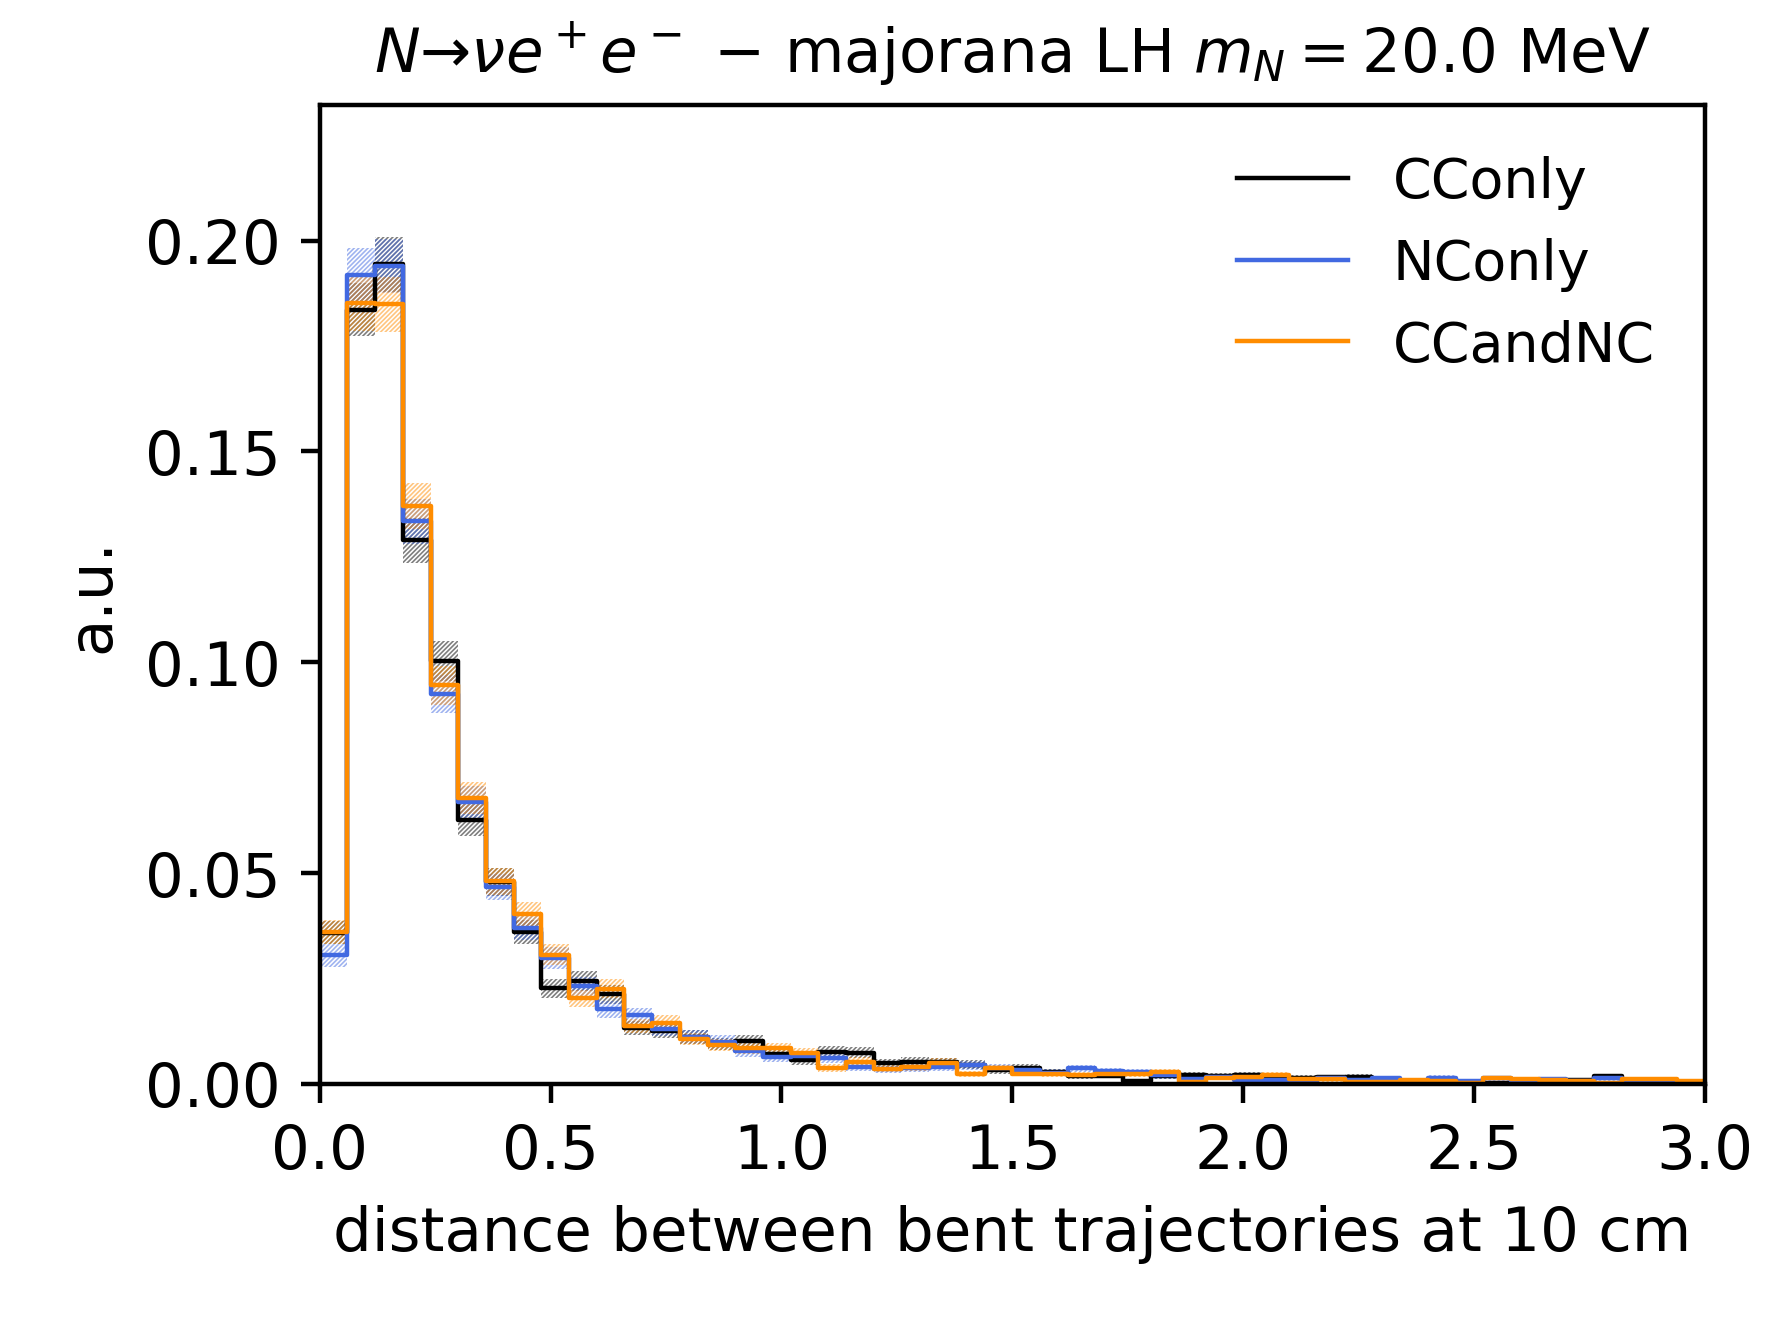 N→νe⁺e⁻ − majorana LH m_N = 20.0 MeV
CConly
NConly
CCandNC
0.20
0.15
0.10
0.05
0.00
a.u.
0.0 0.5 1.0 1.5 2.0 2.5 3.0
distance between bent trajectories at 10 cm